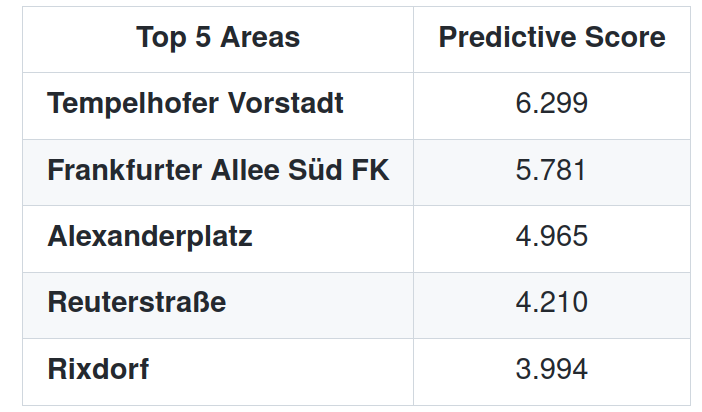 Top 5 Areas Predictive Score
Tempelhofer Vorstadt 6.299
Frankfurter Allee Süd FK 5.781
Alexanderplatz 4.965
Reuterstraße 4.210
Rixdorf 3.994